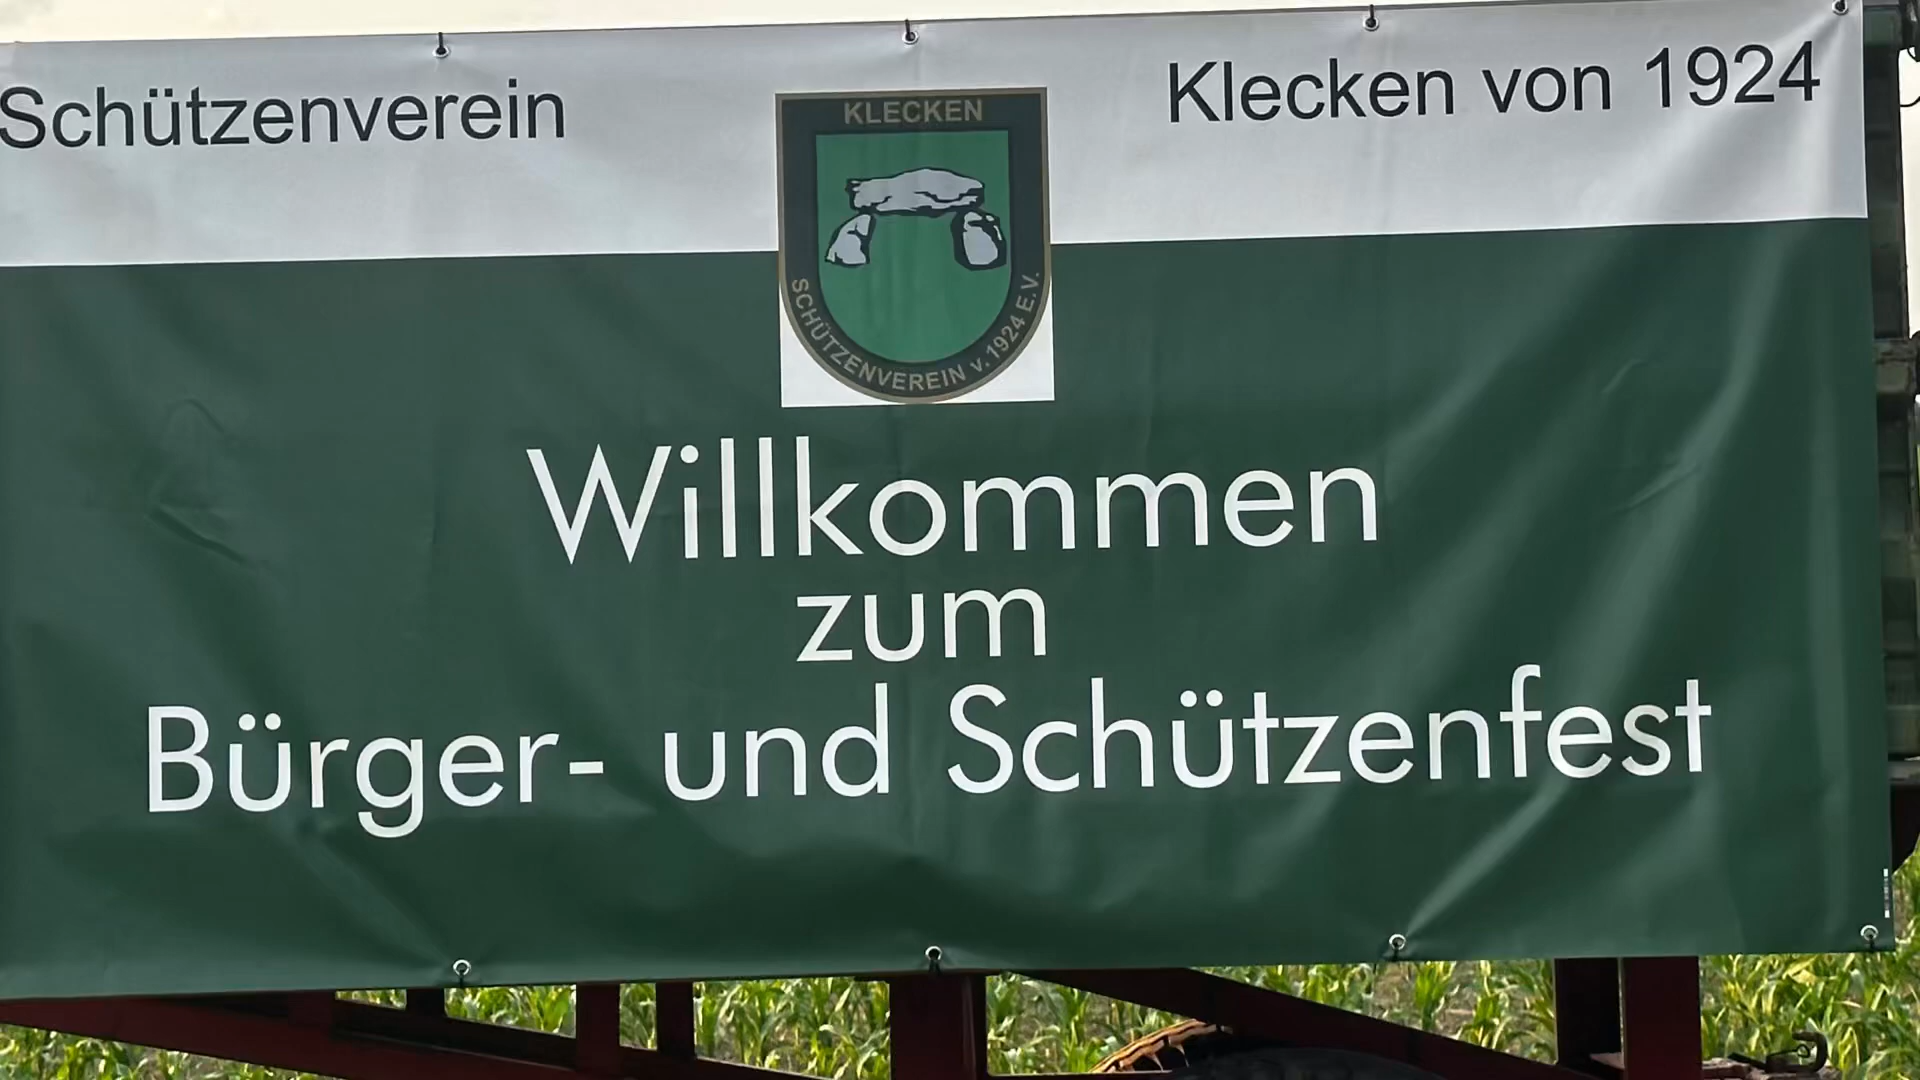 Schützenverein
Klecken von 1924
KLECKEN
SCHÜTZENVEREIN v. 1924 E.V.
Willkommen
zum
Bürger- und Schützenfest